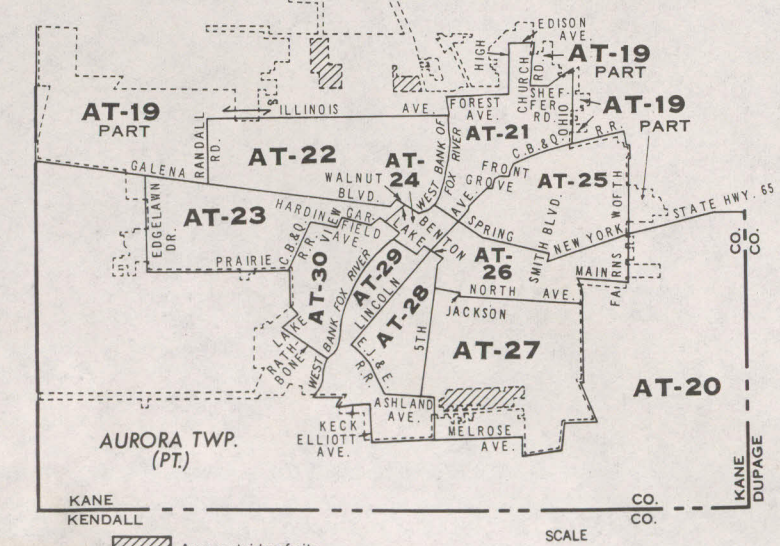 EDISON AVE.
HIGH
CHURCH RD.
AT-19 PART
SHEF-FER RD.
OHIO
AT-19 PART
AT-19 PART
ILLINOIS AVE.
FOREST AVE.
AT-21
C.B.&Q. R.R.
RANDALL RD.
AT-22
AT-24
WALNUT
WEST BANK OF FOX RIVER
FRONT
GROVE
AT-25
GALENA BLVD.
STATE HWY. 65
EDGELAWN DR.
AT-23
HARDIN
GAR-FIELD AVE.
VIEW
LAKE
BENTON
AVE.
SPRING
SMITH BLVD.
NEW YORK
FARNSWORTH
CO.
CO.
C.B.&Q. R.R.
PRAIRIE
AT-30
AT-29
AT-26
MAIN
WEST BANK FOX RIVER
LINCOLN
NORTH AVE.
AT-28
5TH
JACKSON
LAKE
RATH-BONE
E.J.&E. R.R.
AT-27
AT-20
ASHLAND AVE.
KECK
ELLIOTT AVE.
MELROSE AVE.
AURORA TWP.
(PT.)
KANE
DUPAGE
KANE CO.
KENDALL CO.
SCALE